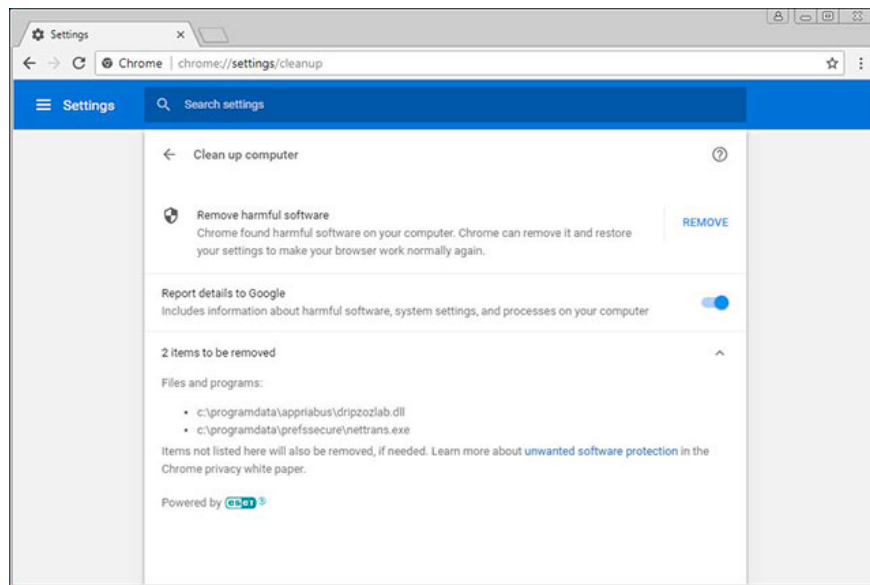 Settings
Chrome | chrome://settings/cleanup
Settings
Search settings
Clean up computer
Remove harmful software
Chrome found harmful software on your computer. Chrome can remove it and restore
your settings to make your browser work normally again.
REMOVE
Report details to Google
Includes information about harmful software, system settings, and processes on your computer
2 items to be removed
Files and programs:
• c:\programdata\appriabus\dripzozlab.dll
• c:\programdata\prefssecure\nettrans.exe
Items not listed here will also be removed, if needed. Learn more about unwanted software protection in the
Chrome privacy white paper.
Powered by eset ®